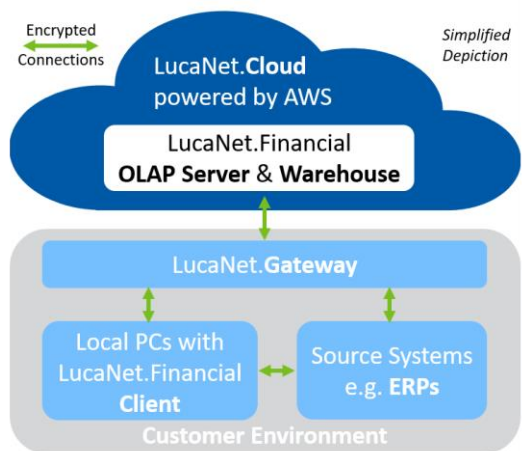 Encrypted
Connections
Simplified
Depiction
LucaNet.Cloud
powered by AWS
LucaNet.Financial
OLAP Server & Warehouse
LucaNet.Gateway
Local PCs with
LucaNet.Financial
Client
Source Systems
e.g. ERPs
Customer Environment